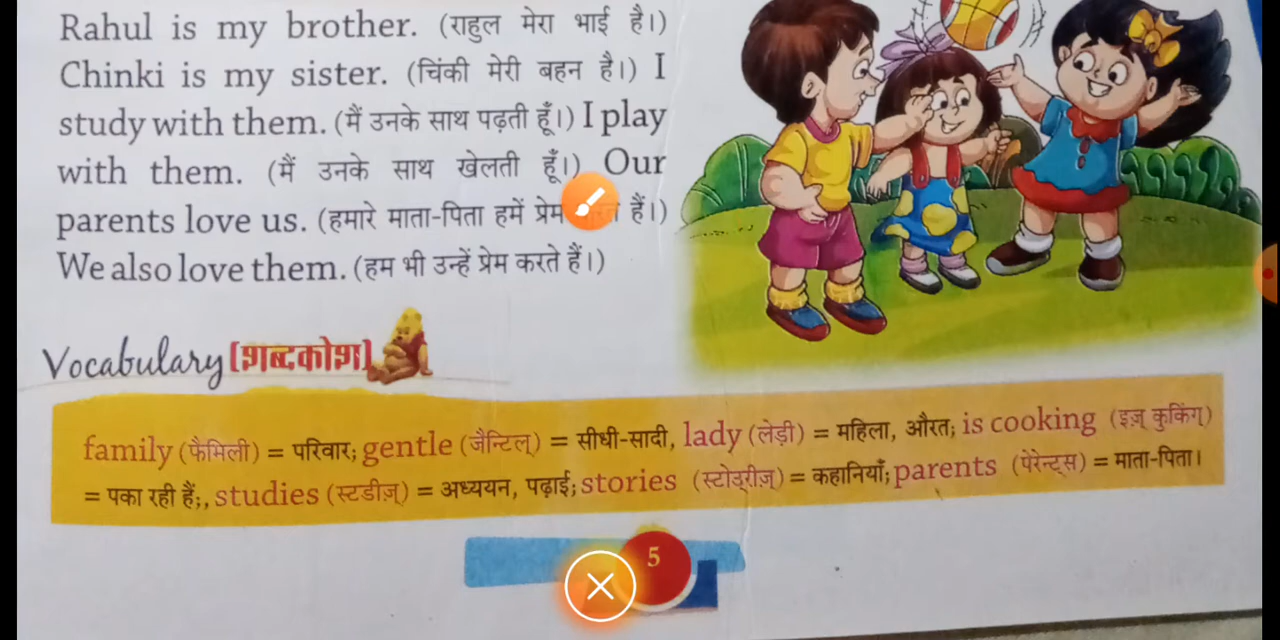 Rahul is my brother. (राहुल मेरा भाई है।)
Chinki is my sister. (चिंकी मेरी बहन है।) I
study with them. (मैं उनके साथ पढ़ती हूँ।) I play
with them. (मैं उनके साथ खेलती हूँ।) Our
parents love us. (हमारे माता-पिता हमें प्रेम हैं।)
We also love them. (हम भी उन्हें प्रेम करते हैं।)
Vocabulary [शब्दकोश]
family (फैमिली) = परिवार; gentle (जैन्टिल्) = सीधी-सादी, lady (लेड़ी) = महिला, औरत; is cooking (इज़् कुकिंग्)
= पका रही हैं;, studies (स्टडीज़्) = अध्ययन, पढ़ाई; stories (स्टोड्रीज़्) = कहानियाँ; parents (पेरेन्ट्स) = माता-पिता।
5